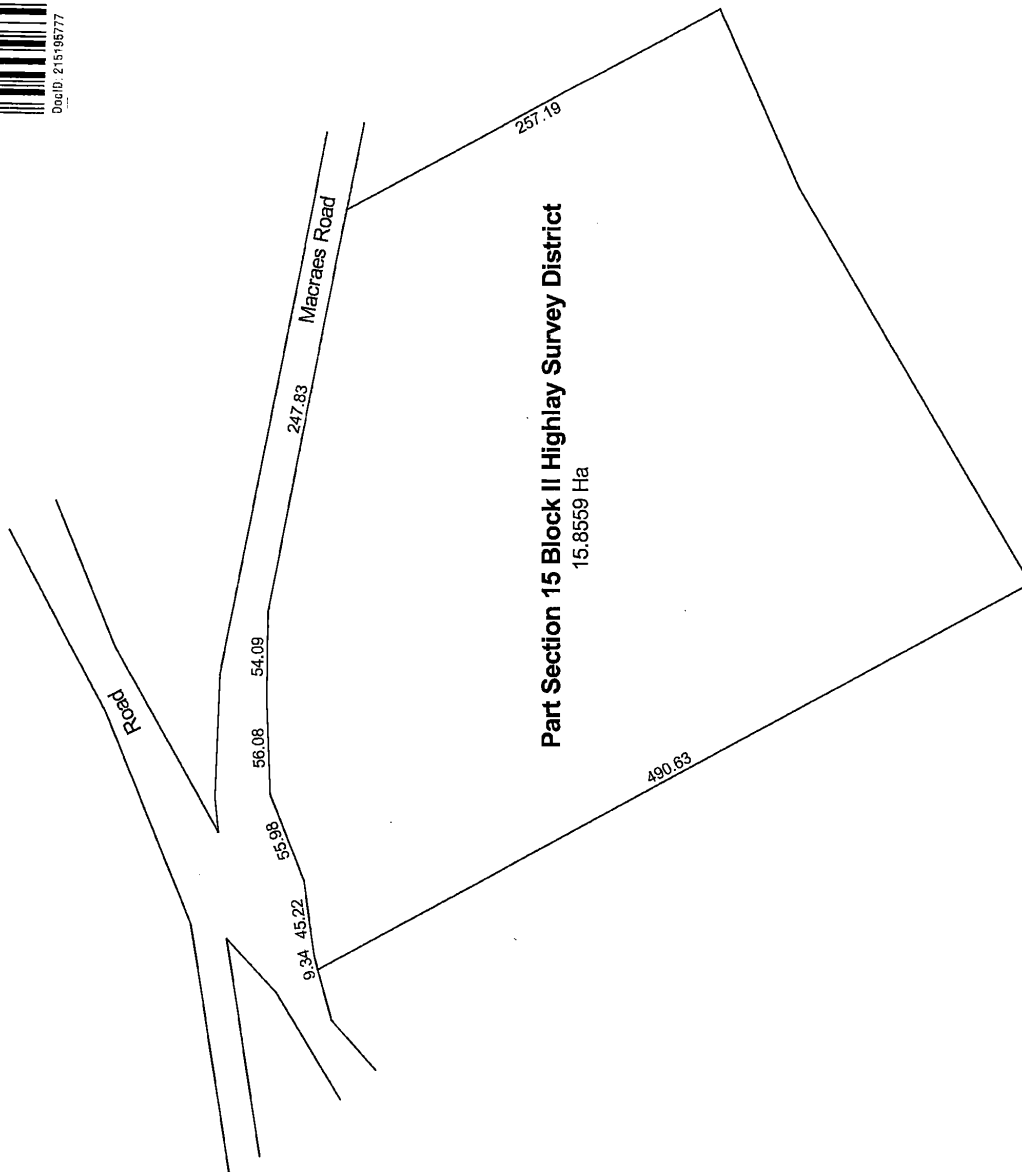 DocID: 215195777
Road
Macraes Road
257.19
247.83
54.09
56.08
55.98
45.22
9.34
490.63
Part Section 15 Block II Highlay Survey District
15.8559 Ha